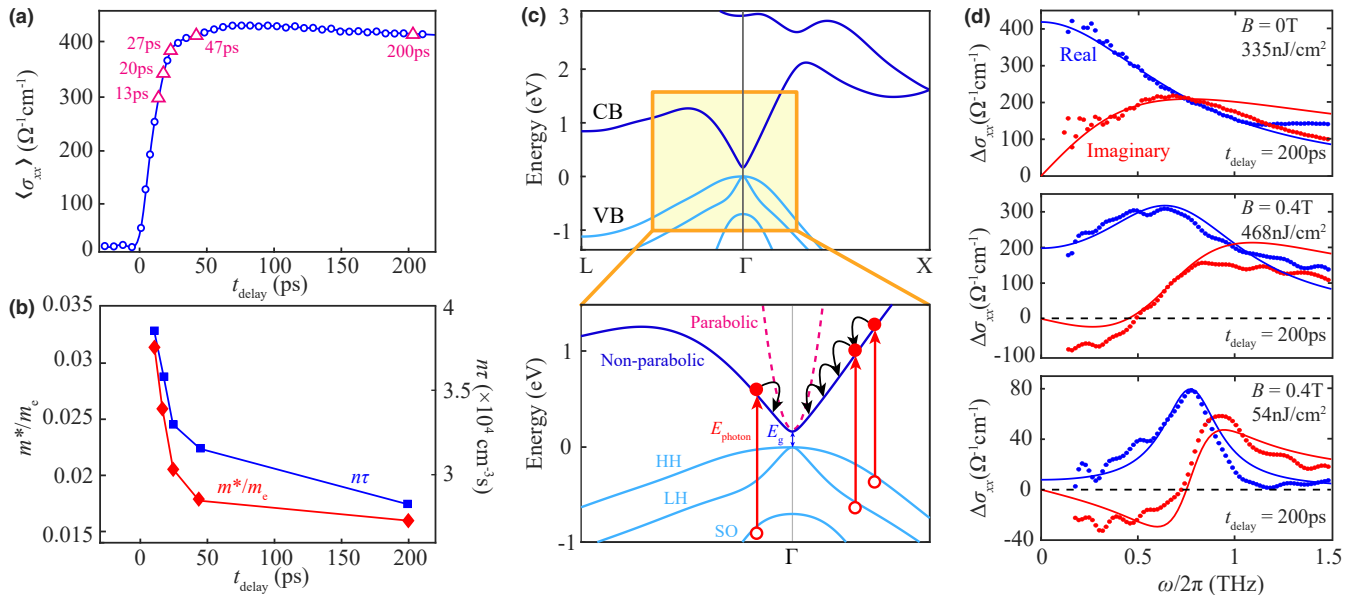 (a)
400
300
200
100
0
⟨σxx⟩ (Ω⁻¹cm⁻¹)
27ps
20ps
13ps
47ps
200ps
0 50 100 150 200
tdelay (ps)
(b)
0.035
0.03
0.025
0.02
0.015
m*/me
4
3.5
3
nτ (×10⁴ cm⁻³s)
nτ
m*/me
0 50 100 150 200
tdelay (ps)
(c)
3
2
1
0
-1
Energy (eV)
CB
VB
L Γ X
1
0
-1
Energy (eV)
Parabolic
Non-parabolic
Ephoton
Eg
HH
LH
SO
Γ
(d)
400
300
200
100
0
Δσxx(Ω⁻¹cm⁻¹)
B = 0T
335nJ/cm²
Real
Imaginary
tdelay = 200ps
300
200
100
0
-100
Δσxx(Ω⁻¹cm⁻¹)
B = 0.4T
468nJ/cm²
tdelay = 200ps
80
40
0
-40
Δσxx(Ω⁻¹cm⁻¹)
B = 0.4T
54nJ/cm²
tdelay = 200ps
0 0.5 1 1.5
ω/2π (THz)